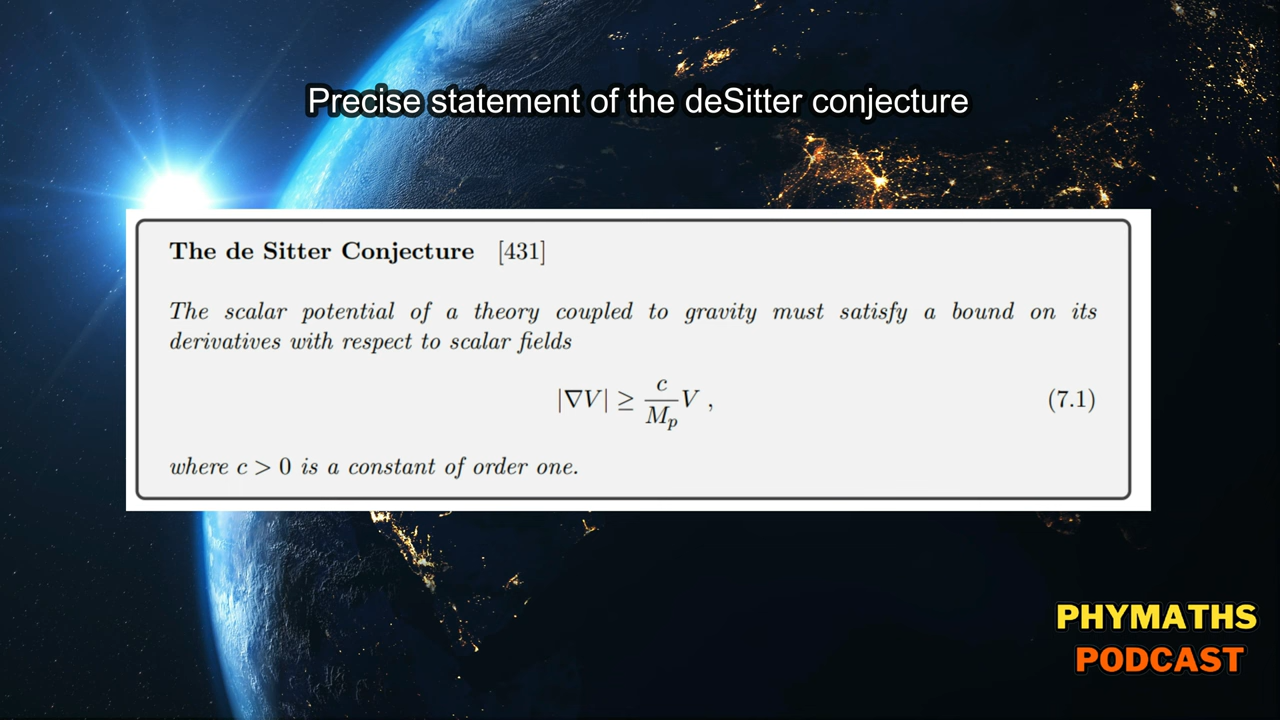 Precise statement of the deSitter conjecture
The de Sitter Conjecture [431]
The scalar potential of a theory coupled to gravity must satisfy a bound on its
derivatives with respect to scalar fields
|∇V| ≥ c/M_p V , (7.1)
where c > 0 is a constant of order one.
PHYMATHS
PODCAST